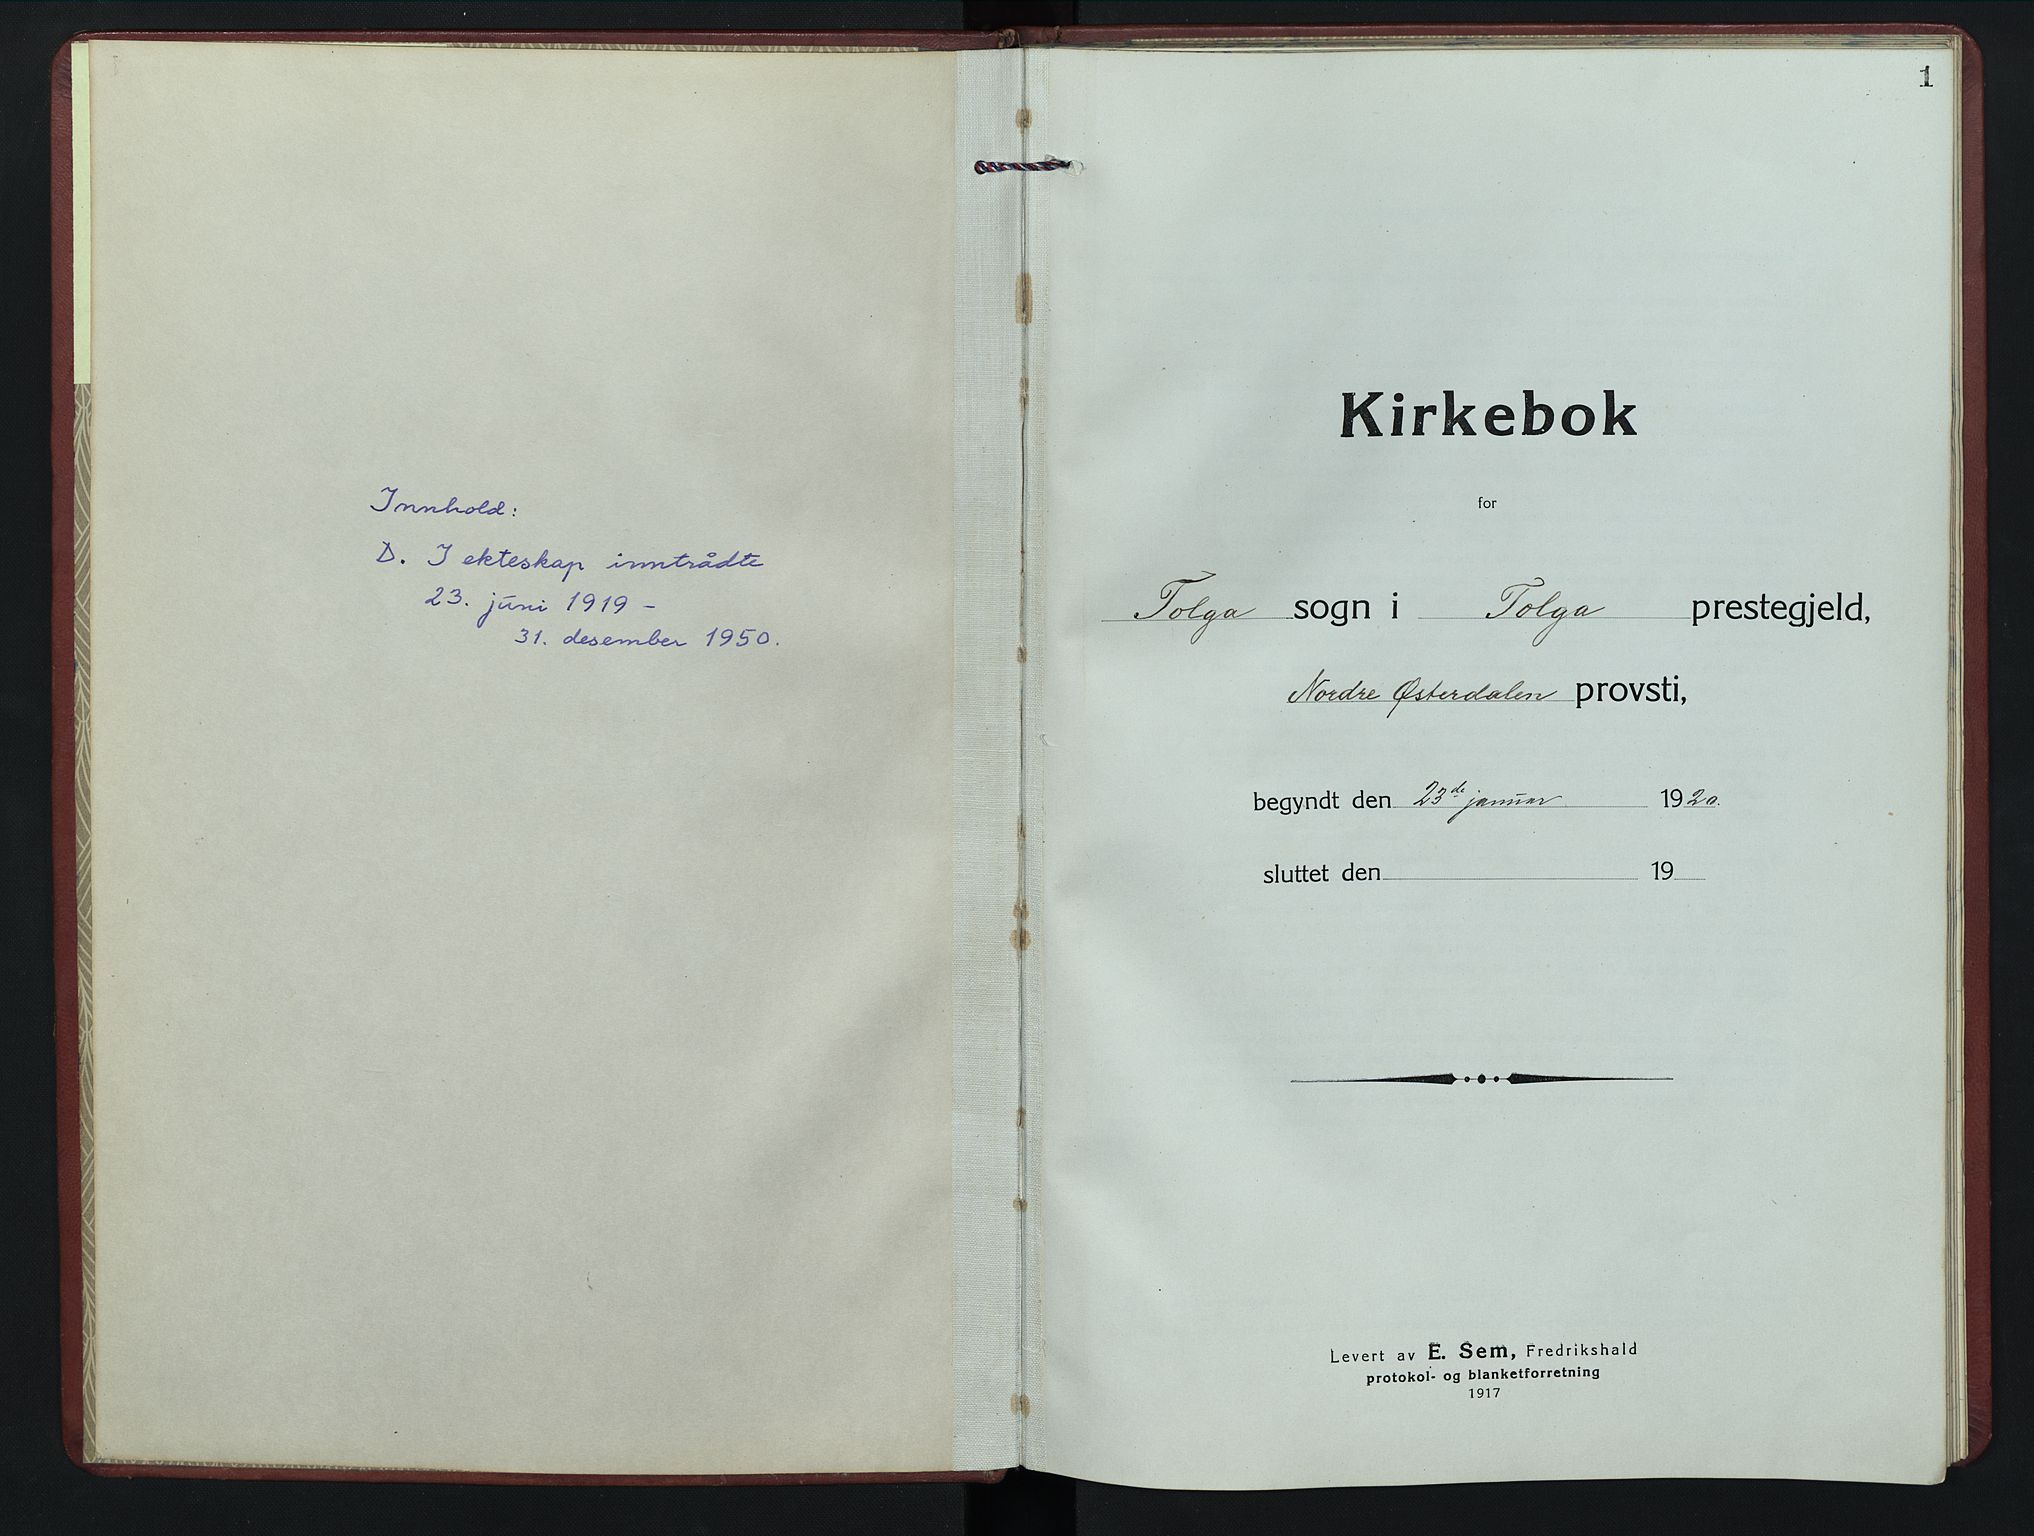 Innhold:
D. I ekteskap inntrådte
23. juni 1919 -
31. desember 1950.
1
Kirkebok
for
Tolga sogn i Tolga prestegjeld,
Nordre Østerdalen provsti,
begyndt den 23de januar 1920.
sluttet den 19
Levert av E. Sem, Fredrikshald
protokol- og blanketforretning
1917